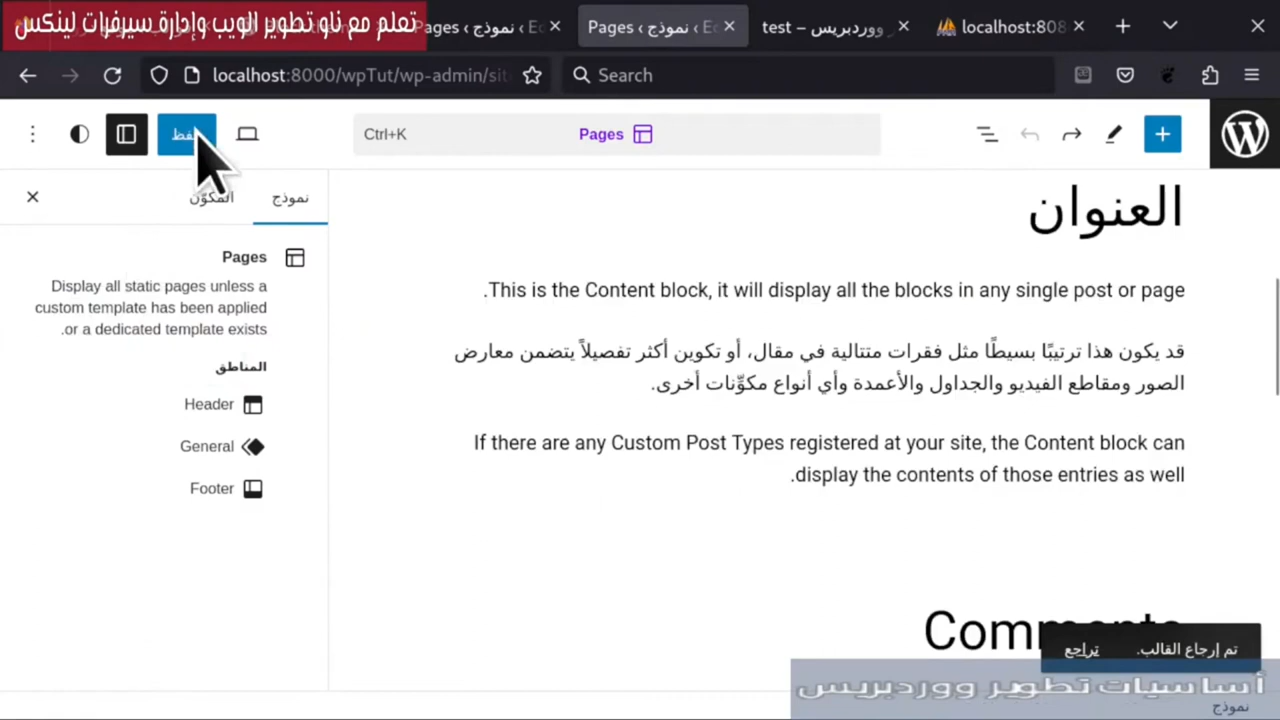 تعلم مع ناو تطوير الويب وإدارة سيرفرات لينكس
Pages ‹ نموذج ‹
Pages ‹ نموذج ‹
test – ووردبريس
localhost:808
localhost:8000/wpTut/wp-admin/sit
Search
Ctrl+K
Pages
نموذج
المكوّن
Pages
Display all static pages unless a
custom template has been applied
or a dedicated template exists.
المناطق
Header
General
Footer
العنوان
This is the Content block, it will display all the blocks in any single post or page.
قد يكون هذا ترتيبًا بسيطًا مثل فقرات متتالية في مقال، أو تكوين أكثر تفصيلاً يتضمن معارض
الصور ومقاطع الفيديو والجداول والأعمدة وأي أنواع مكوّنات أخرى.
If there are any Custom Post Types registered at your site, the Content block can
display the contents of those entries as well.
Comments
تم إرجاع القالب.
تراجع
أساسيات تطوير ووردبريس
نموذج